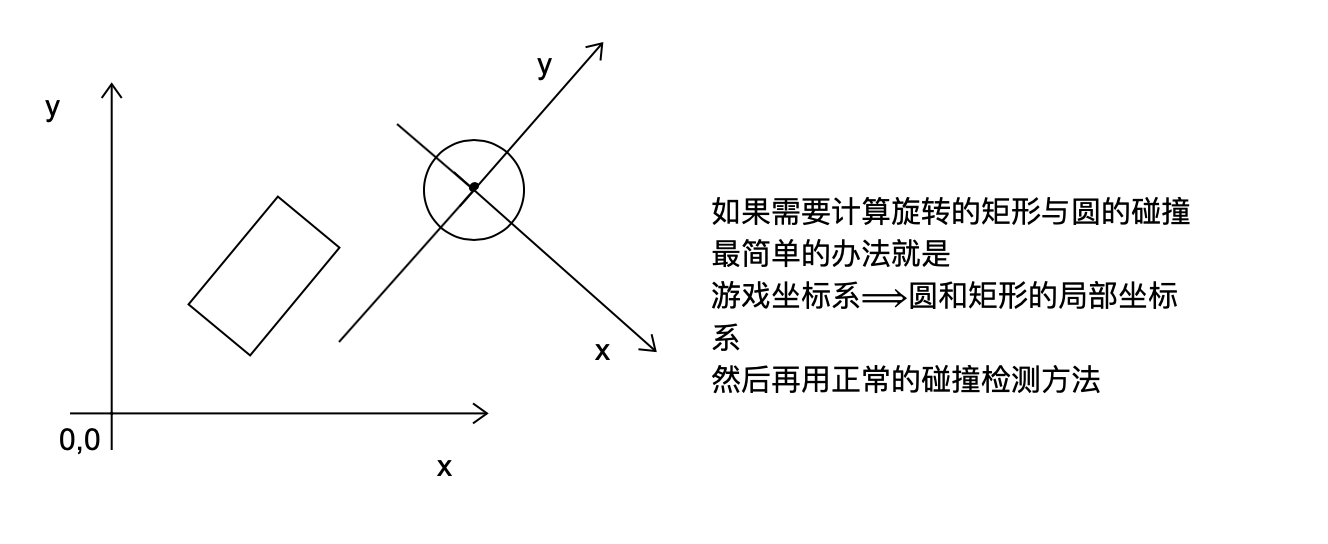 y
y
如果需要计算旋转的矩形与圆的碰撞
最简单的办法就是
游戏坐标系⟹圆和矩形的局部坐标
系
x
然后再用正常的碰撞检测方法
0,0
x